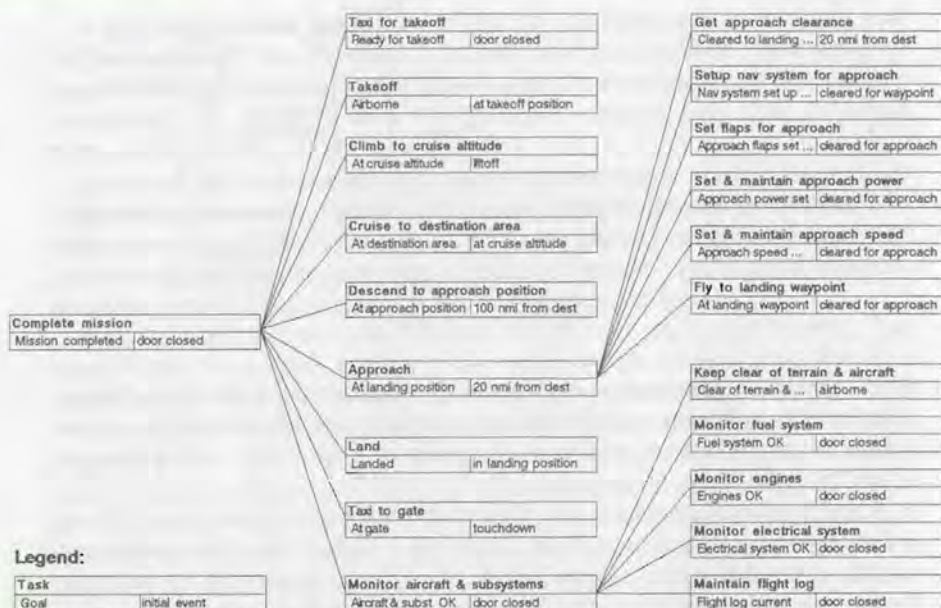 Taxi for takeoff
Ready for takeoff door closed
Takeoff
Airborne at takeoff position
Climb to cruise altitude
At cruise altitude liftoff
Cruise to destination area
At destination area at cruise altitude
Descend to approach position
At approach position 100 nmi from dest
Complete mission
Mission completed door closed
Approach
At landing position 20 nmi from dest
Land
Landed in landing position
Taxi to gate
At gate touchdown
Monitor aircraft & subsystems
Aircraft & subst OK door closed
Get approach clearance
Cleared to landing ... 20 nmi from dest
Setup nav system for approach
Nav system set up ... cleared for waypoint
Set flaps for approach
Approach flaps set ... cleared for approach
Set & maintain approach power
Approach power set cleared for approach
Set & maintain approach speed
Approach speed ... cleared for approach
Fly to landing waypoint
At landing waypoint cleared for approach
Keep clear of terrain & aircraft
Clear of terrain & ... airborne
Monitor fuel system
Fuel system OK door closed
Monitor engines
Engines OK door closed
Monitor electrical system
Electrical system OK door closed
Maintain flight log
Flight log current door closed
Legend:
Task
Goal initial event